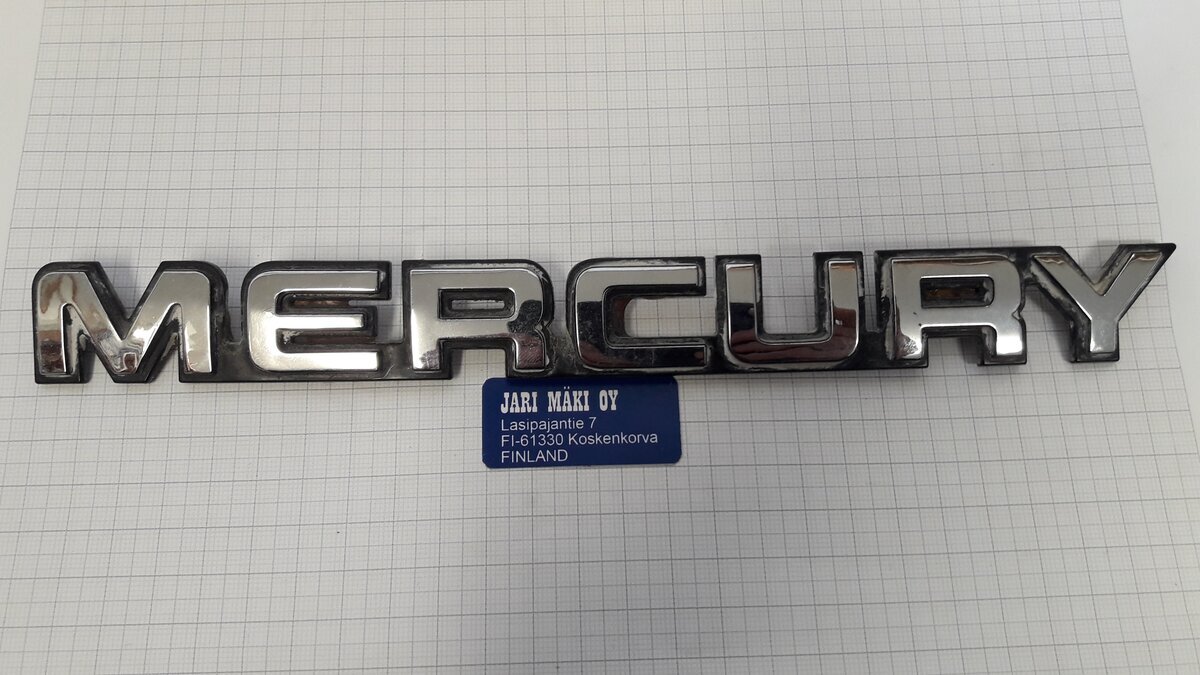 MERCURY
JARI MÄKI OY
Lasipajantie 7
FI-61330 Koskenkorva
FINLAND